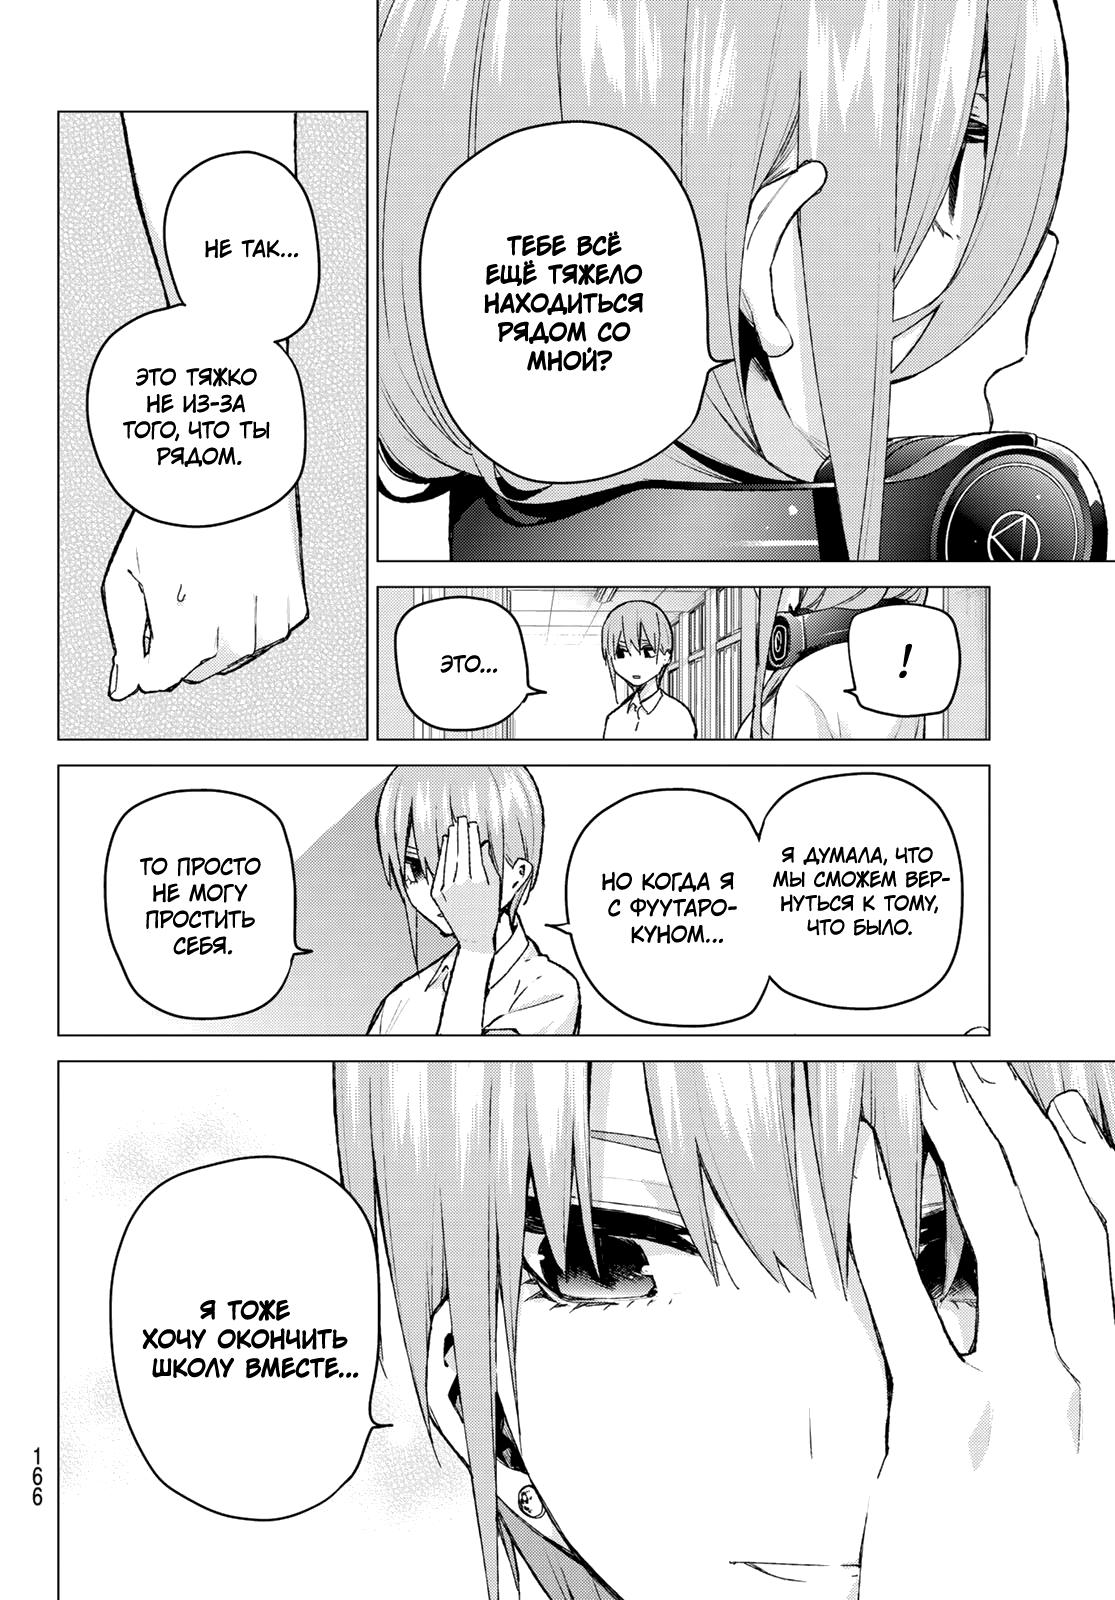 ТЕБЕ ВСЁ
ЕЩЁ ТЯЖЕЛО
НАХОДИТЬСЯ
РЯДОМ СО
МНОЙ?
НЕ ТАК...
ЭТО ТЯЖКО
НЕ ИЗ-ЗА
ТОГО, ЧТО ТЫ
РЯДОМ.
!
ЭТО...
Я ДУМАЛА, ЧТО
МЫ СМОЖЕМ ВЕР-
НУТЬСЯ К ТОМУ,
ЧТО БЫЛО.
НО КОГДА Я
С ФУУТАРО-
КУНОМ...
ТО ПРОСТО
НЕ МОГУ
ПРОСТИТЬ
СЕБЯ.
Я ТОЖЕ
ХОЧУ ОКОНЧИТЬ
ШКОЛУ ВМЕСТЕ...
166